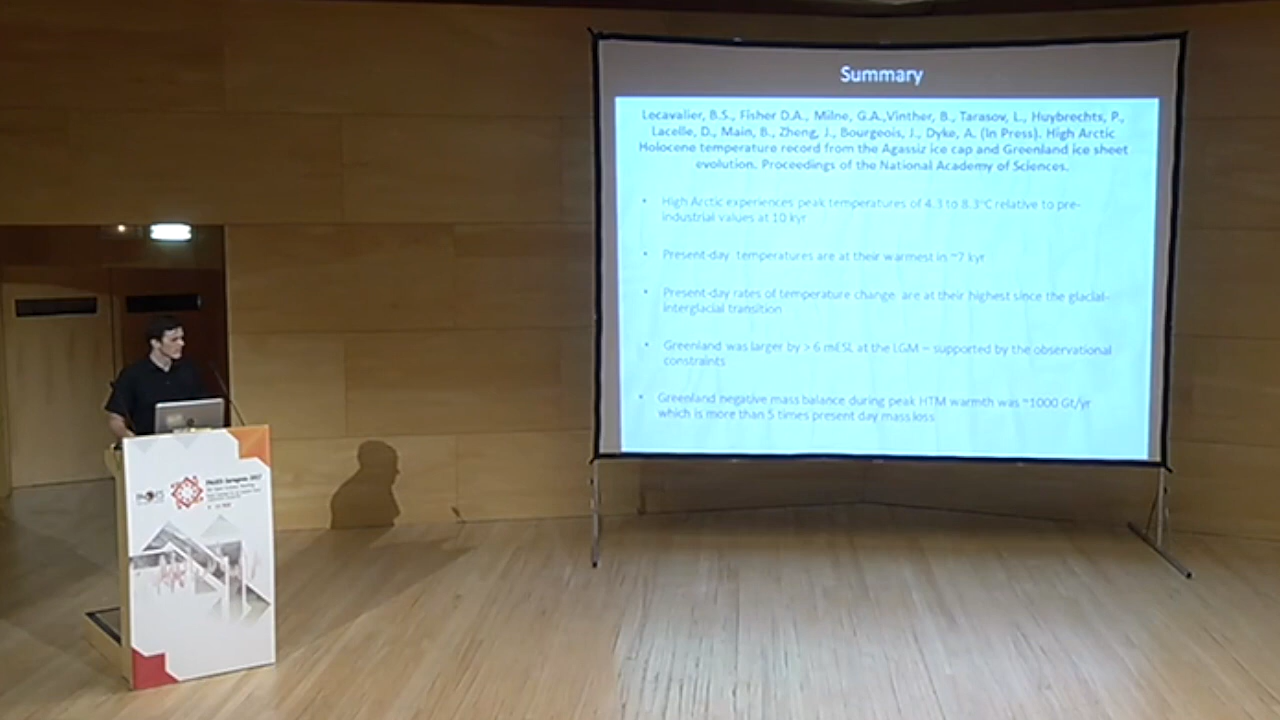 Summary
Lecavalier, B.S., Fisher D.A., Milne, G.A.,Vinther, B., Tarasov, L., Huybrechts, P.,
Lacelle, D., Main, B., Zheng, J., Bourgeois, J., Dyke, A. (In Press). High Arctic
Holocene temperature record from the Agassiz ice cap and Greenland ice sheet
evolution. Proceedings of the National Academy of Sciences.
• High Arctic experiences peak temperatures of 4.3 to 8.3°C relative to pre-
industrial values at 10 kyr
• Present-day temperatures are at their warmest in ~7 kyr
• Present-day rates of temperature change are at their highest since the glacial-
interglacial transition
• Greenland was larger by > 6 mESL at the LGM – supported by the observational
constraints
• Greenland negative mass balance during peak HTM warmth was ~1000 Gt/yr
which is more than 5 times present day mass loss
PAGES
PAGES Zaragoza 2017